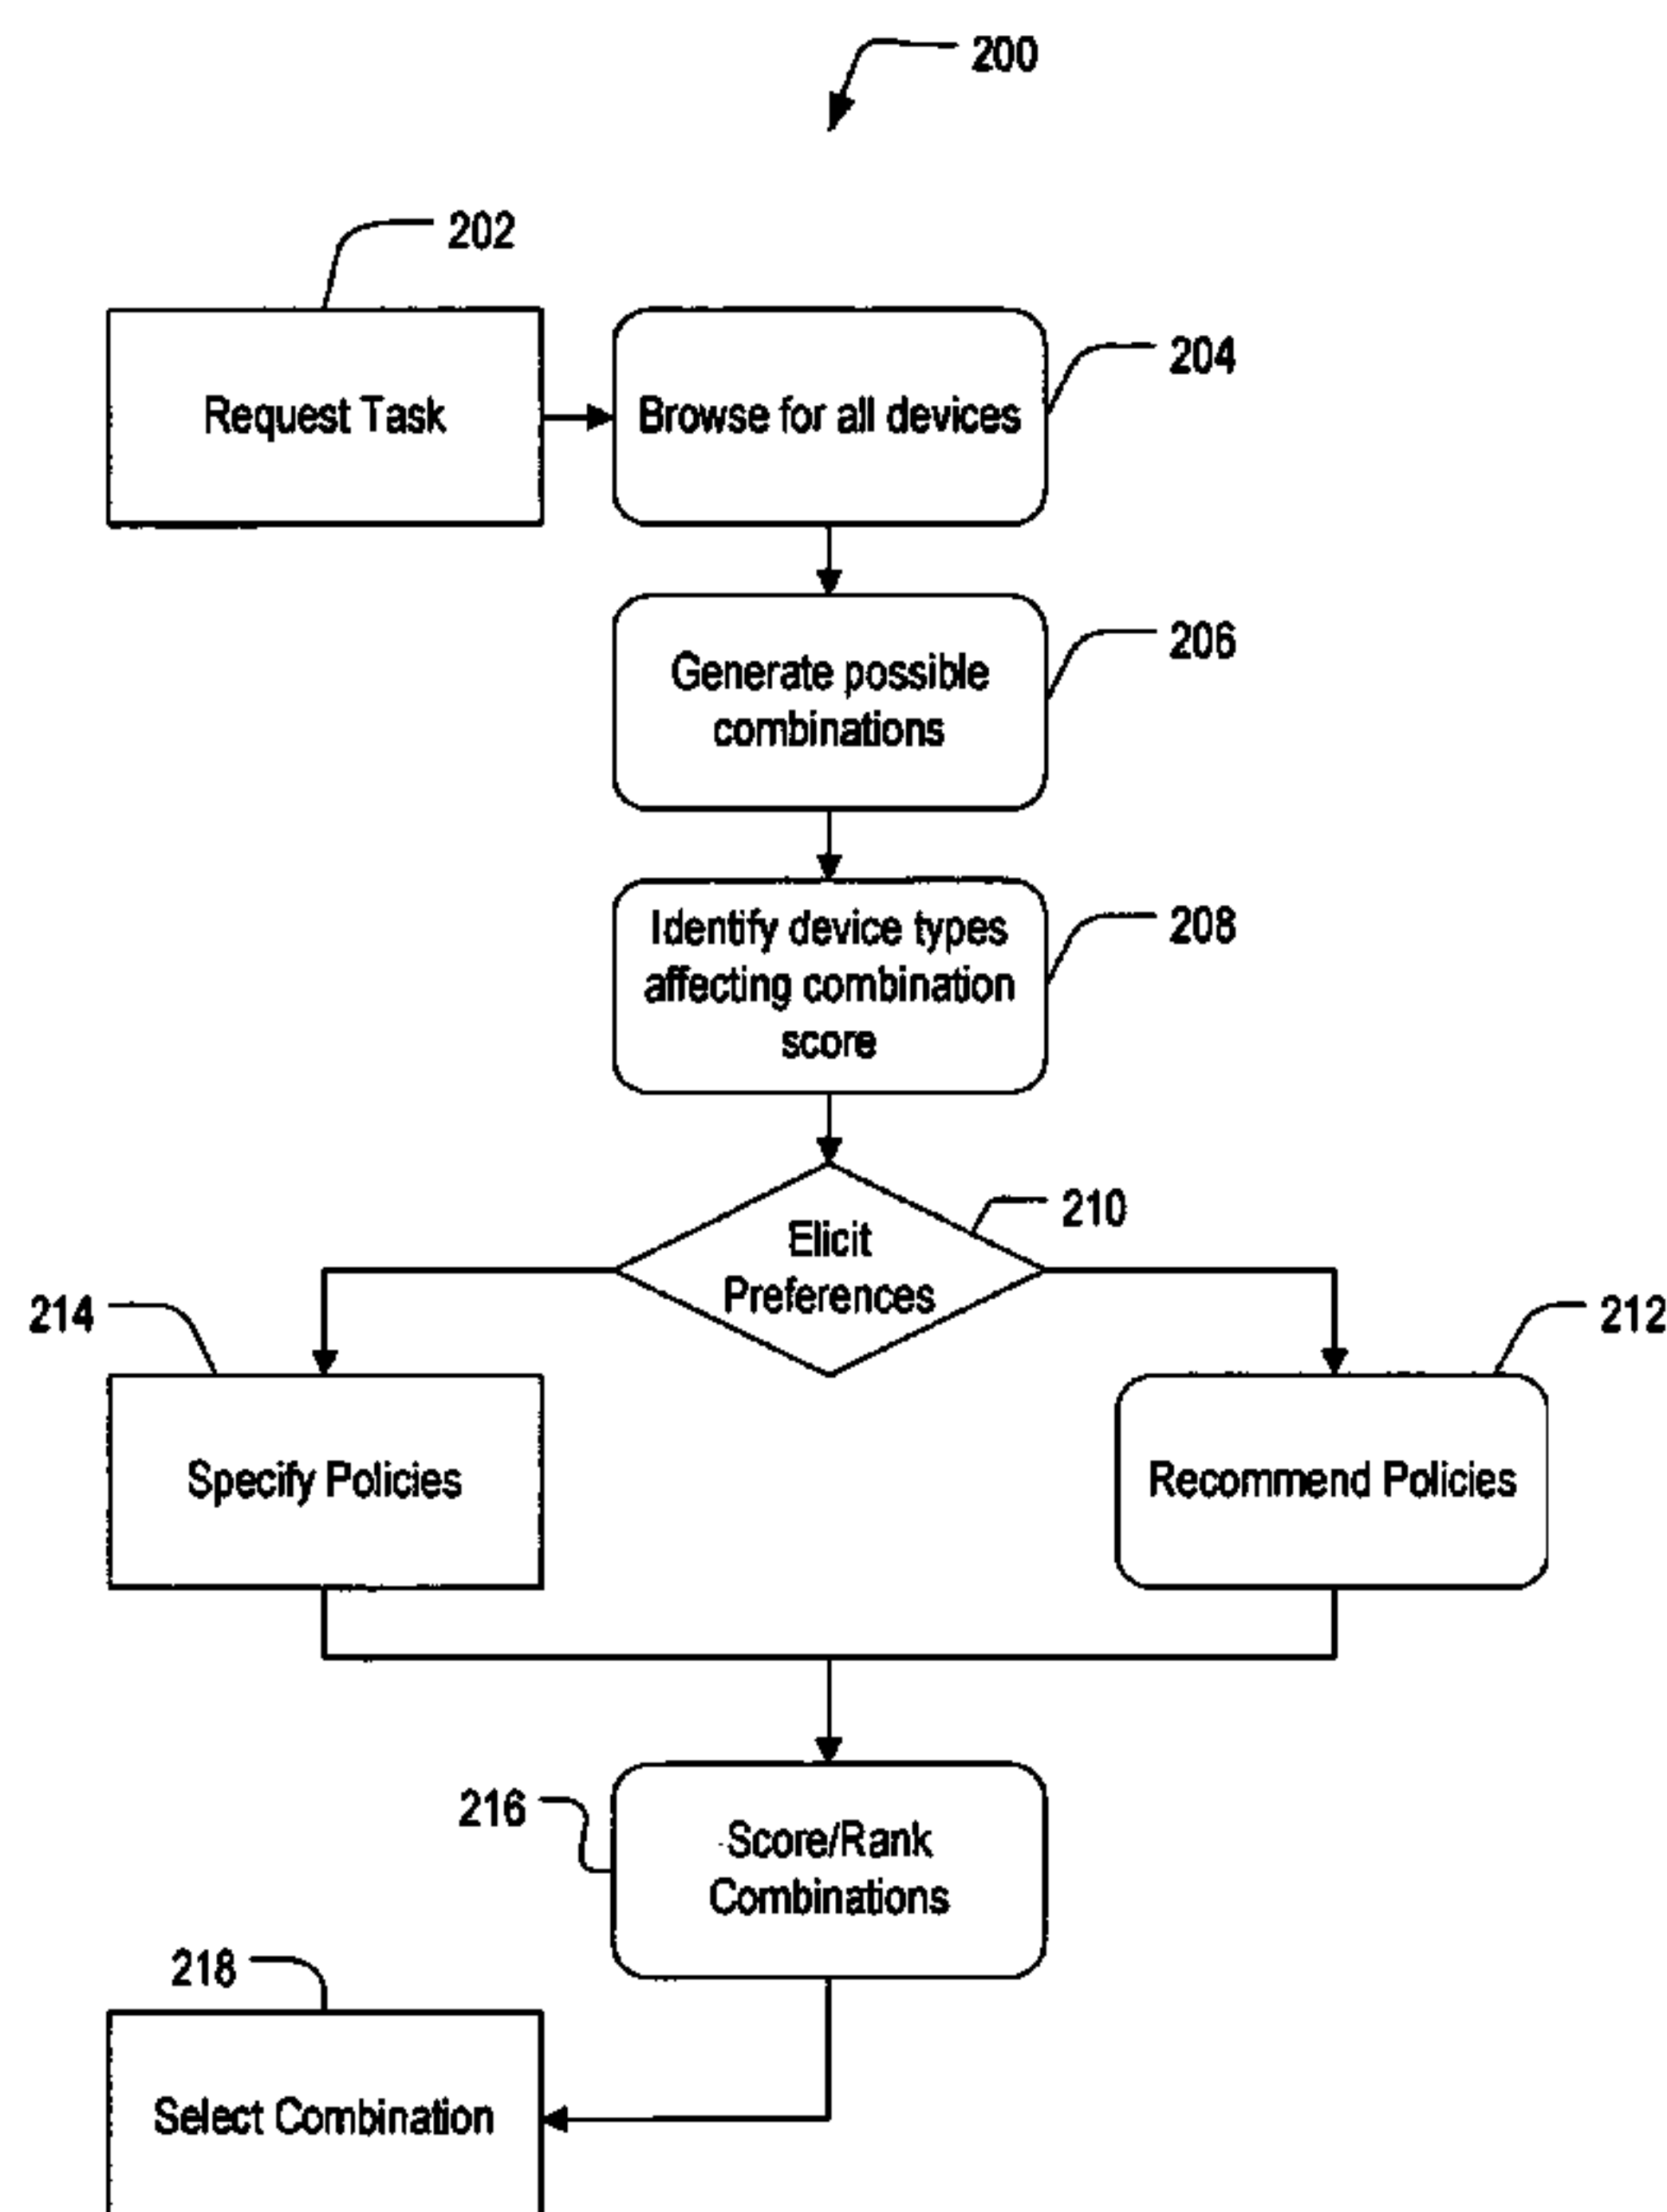 200
202
Request Task
Browse for all devices
204
Generate possible
combinations
206
Identify device types
affecting combination
score
208
Elicit
Preferences
210
214
Specify Policies
212
Recommend Policies
216
Score/Rank
Combinations
218
Select Combination